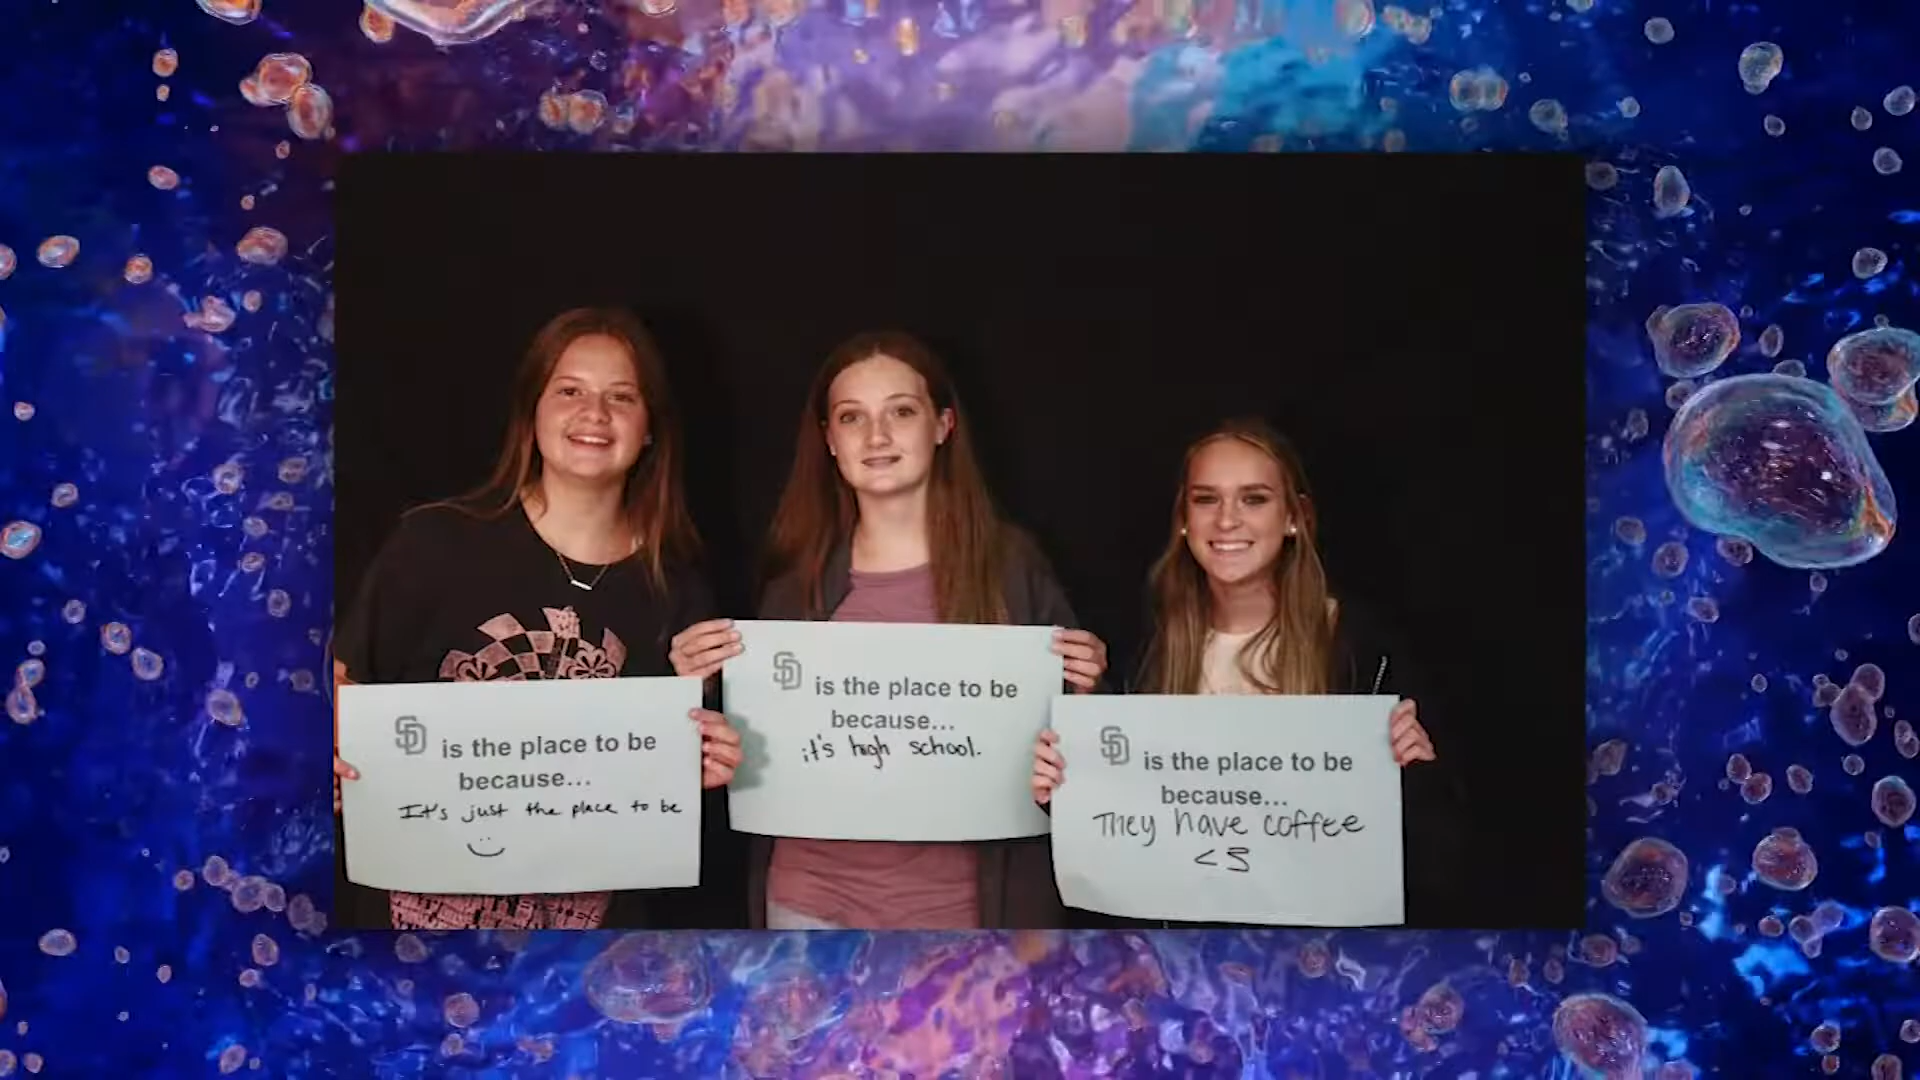 SD is the place to be
because...
It's just the place to be
:)
SD is the place to be
because...
it's high school.
SD is the place to be
because...
They have coffee
<3